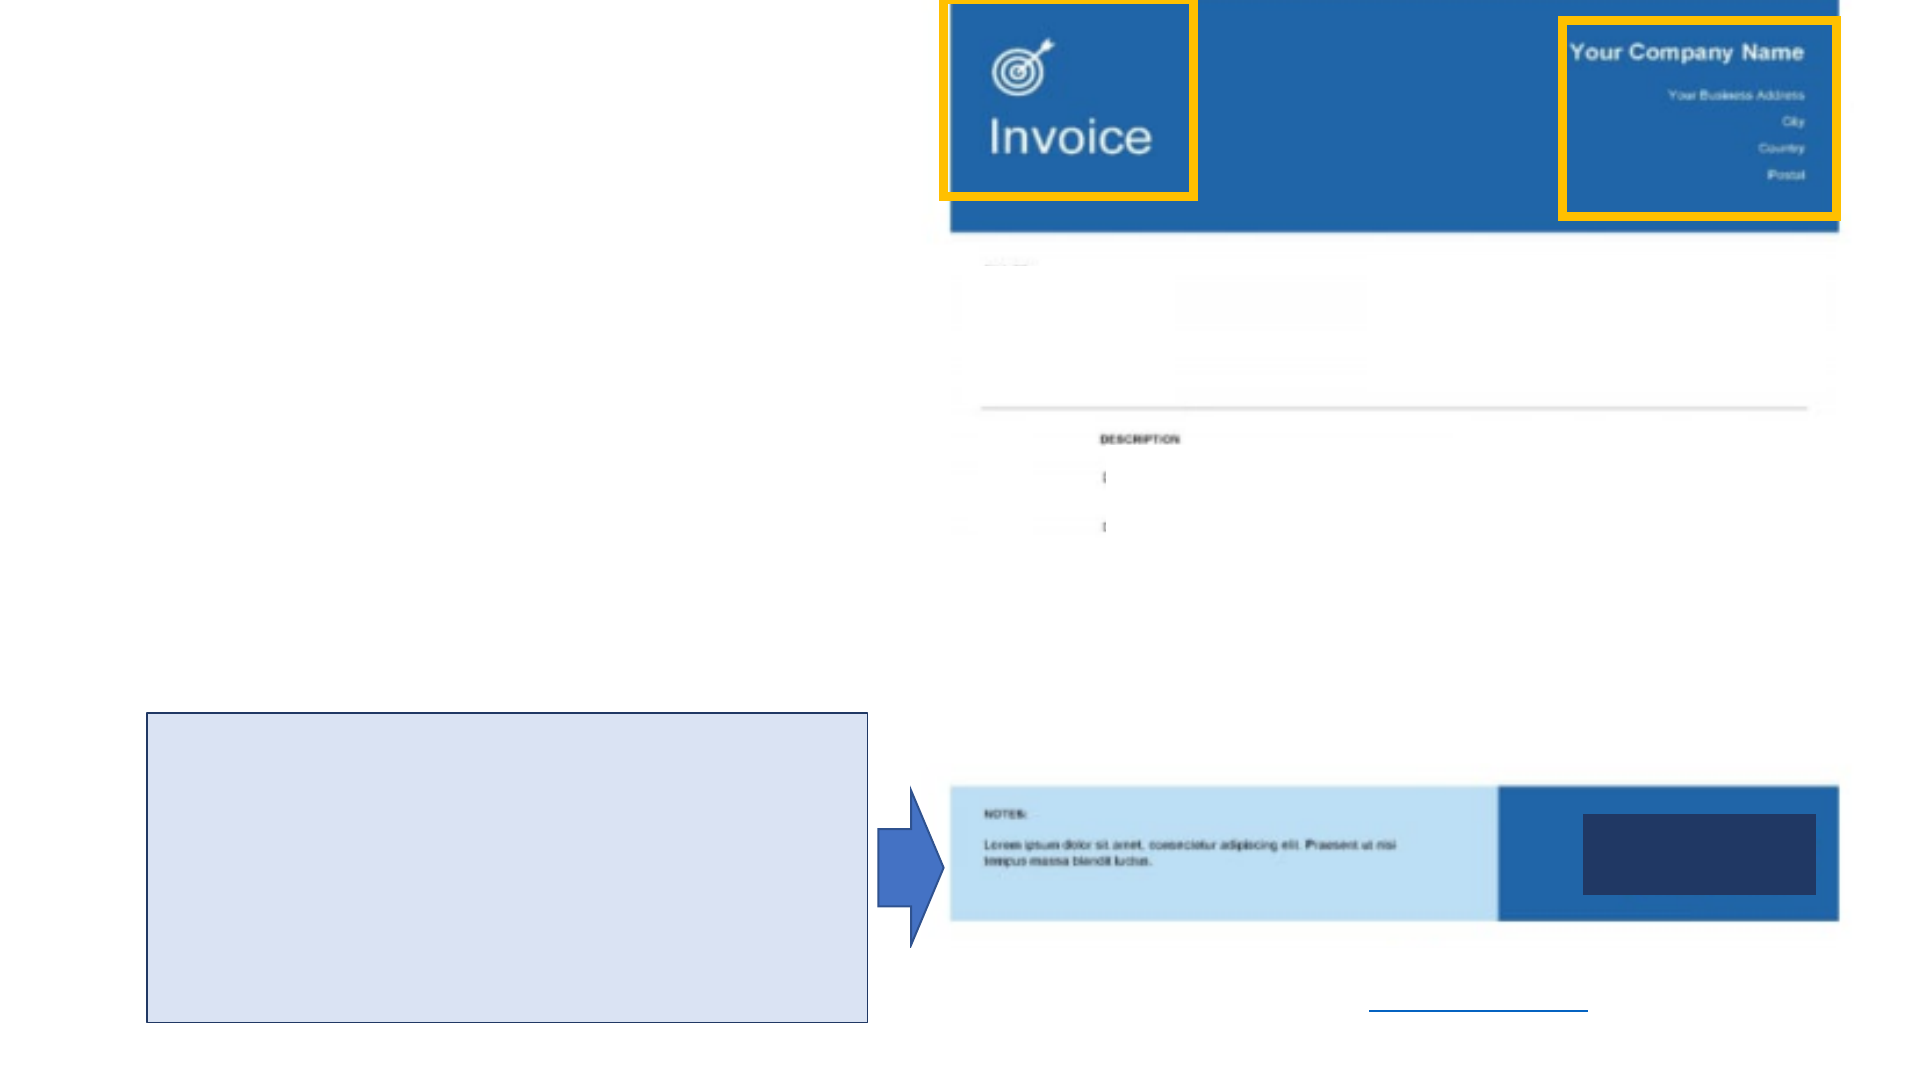 Your Company Name
Your Business Address
City
Country
Postal
Invoice
DESCRIPTION
NOTES:
Lorem ipsum dolor sit amet, consectetur adipiscing elit. Praesent ut nisi
tempus massa blandit luctus.